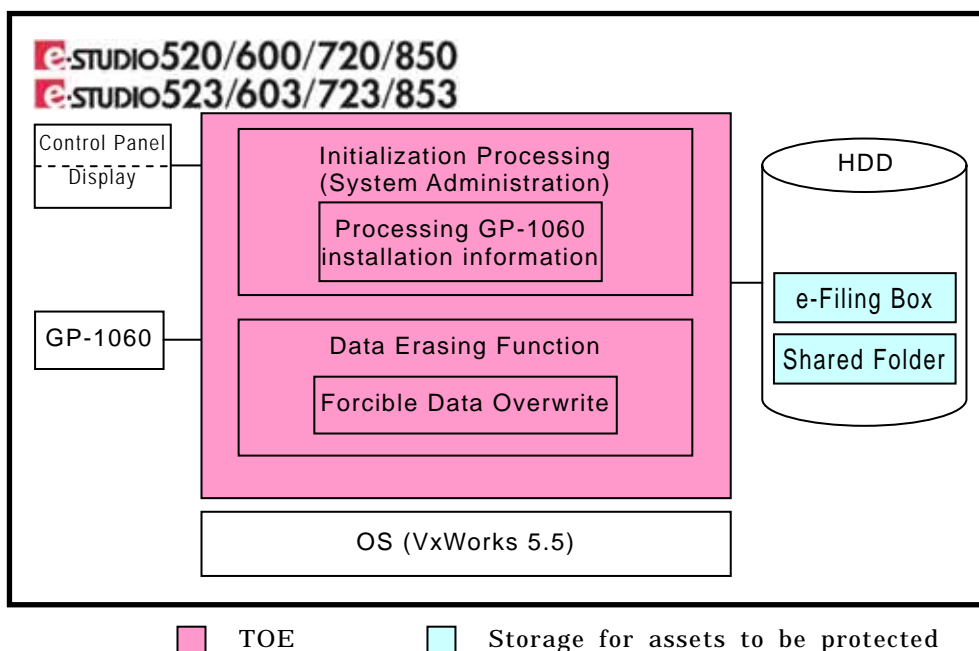 e-STUDIO520/600/720/850
e-STUDIO523/603/723/853
Control Panel
Display
GP-1060
Initialization Processing
(System Administration)
Processing GP-1060
installation information
Data Erasing Function
Forcible Data Overwrite
OS (VxWorks 5.5)
HDD
e-Filing Box
Shared Folder
TOE
Storage for assets to be protected